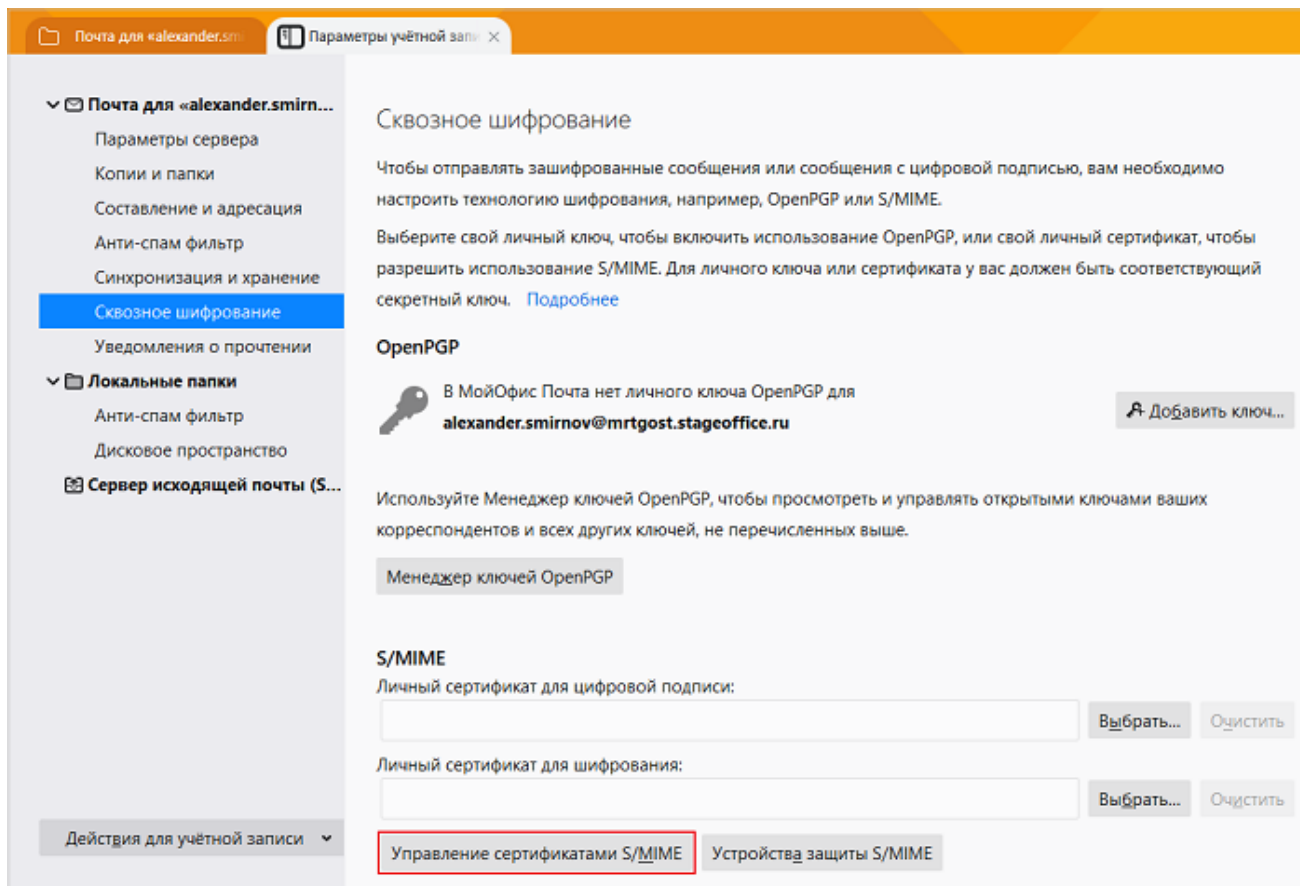 Почта для «alexander.sm
Параметры учётной запи
Почта для «alexander.smirn...
Параметры сервера
Копии и папки
Составление и адресация
Анти-спам фильтр
Синхронизация и хранение
Сквозное шифрование
Уведомления о прочтении
Локальные папки
Анти-спам фильтр
Дисковое пространство
Сервер исходящей почты (S...
Действия для учётной записи
Сквозное шифрование
Чтобы отправлять зашифрованные сообщения или сообщения с цифровой подписью, вам необходимо
настроить технологию шифрования, например, OpenPGP или S/MIME.
Выберите свой личный ключ, чтобы включить использование OpenPGP, или свой личный сертификат, чтобы
разрешить использование S/MIME. Для личного ключа или сертификата у вас должен быть соответствующий
секретный ключ. Подробнее
OpenPGP
В МойОфис Почта нет личного ключа OpenPGP для
alexander.smirnov@mrtgost.stageoffice.ru
Добавить ключ...
Используйте Менеджер ключей OpenPGP, чтобы просмотреть и управлять открытыми ключами ваших
корреспондентов и всех других ключей, не перечисленных выше.
Менеджер ключей OpenPGP
S/MIME
Личный сертификат для цифровой подписи:
Выбрать... Очистить
Личный сертификат для шифрования:
Выбрать... Очистить
Управление сертификатами S/MIME Устройства защиты S/MIME